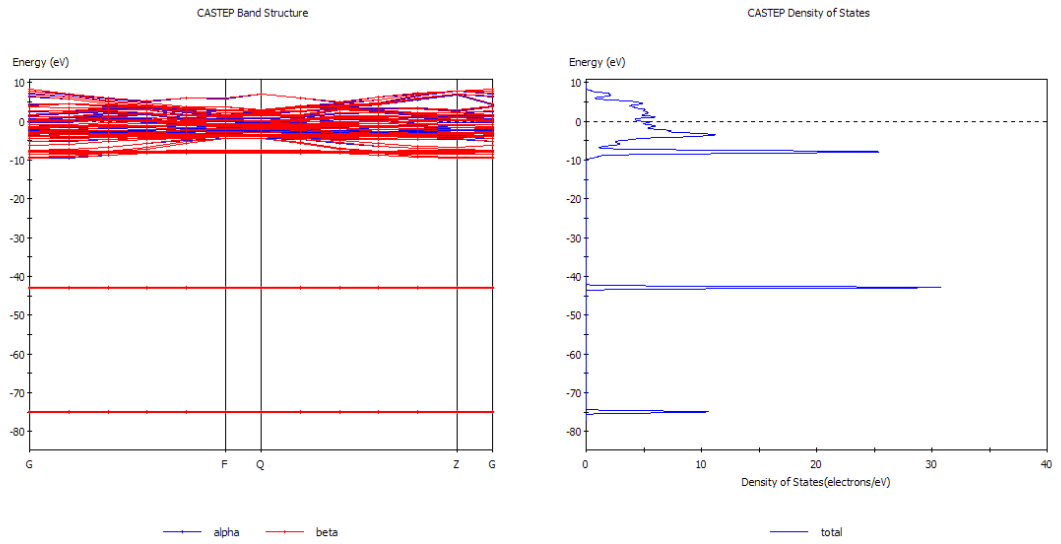 CASTEP Band Structure
Energy (eV)
10
0
-10
-20
-30
-40
-50
-60
-70
-80
G F Q Z G
alpha beta
CASTEP Density of States
Energy (eV)
10
0
-10
-20
-30
-40
-50
-60
-70
-80
0 10 20 30 40
Density of States(electrons/eV)
total